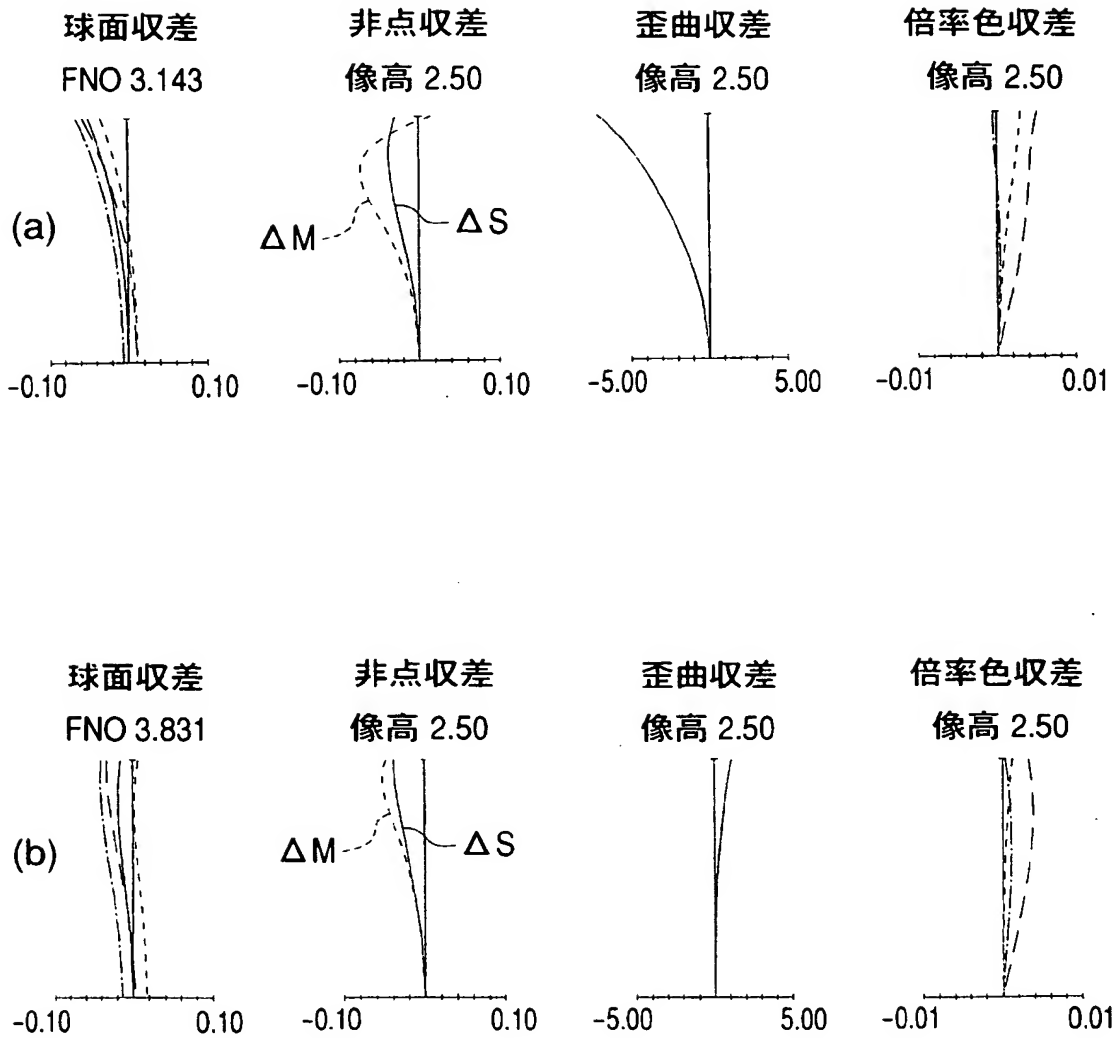 球面収差 非点収差 歪曲収差 倍率色収差
FNO 3.143 像高 2.50 像高 2.50 像高 2.50
(a)
ΔM ΔS
-0.10 0.10 -0.10 0.10 -5.00 5.00 -0.01 0.01
球面収差 非点収差 歪曲収差 倍率色収差
FNO 3.831 像高 2.50 像高 2.50 像高 2.50
(b)
ΔM ΔS
-0.10 0.10 -0.10 0.10 -5.00 5.00 -0.01 0.01